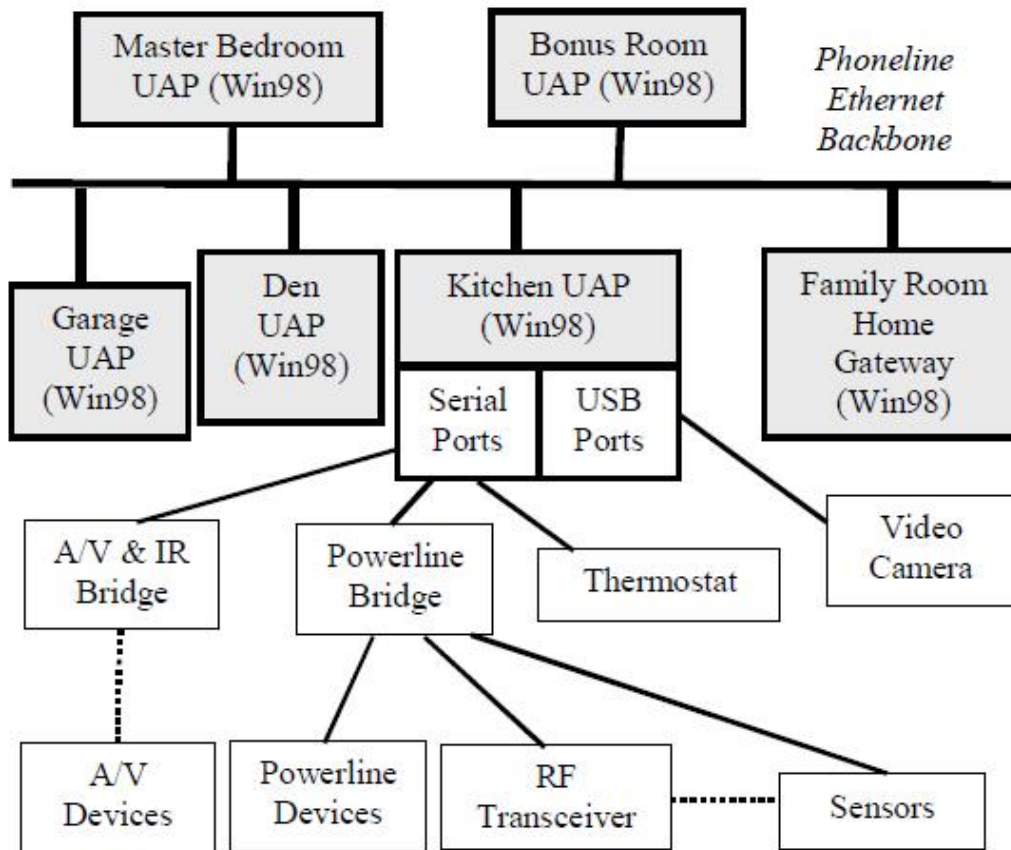 Master Bedroom
UAP (Win98)
Bonus Room
UAP (Win98)
Phoneline
Ethernet
Backbone
Garage
UAP
(Win98)
Den
UAP
(Win98)
Kitchen UAP
(Win98)
Family Room
Home
Gateway
(Win98)
Serial
Ports
USB
Ports
A/V & IR
Bridge
Powerline
Bridge
Thermostat
Video
Camera
A/V
Devices
Powerline
Devices
RF
Transceiver
Sensors